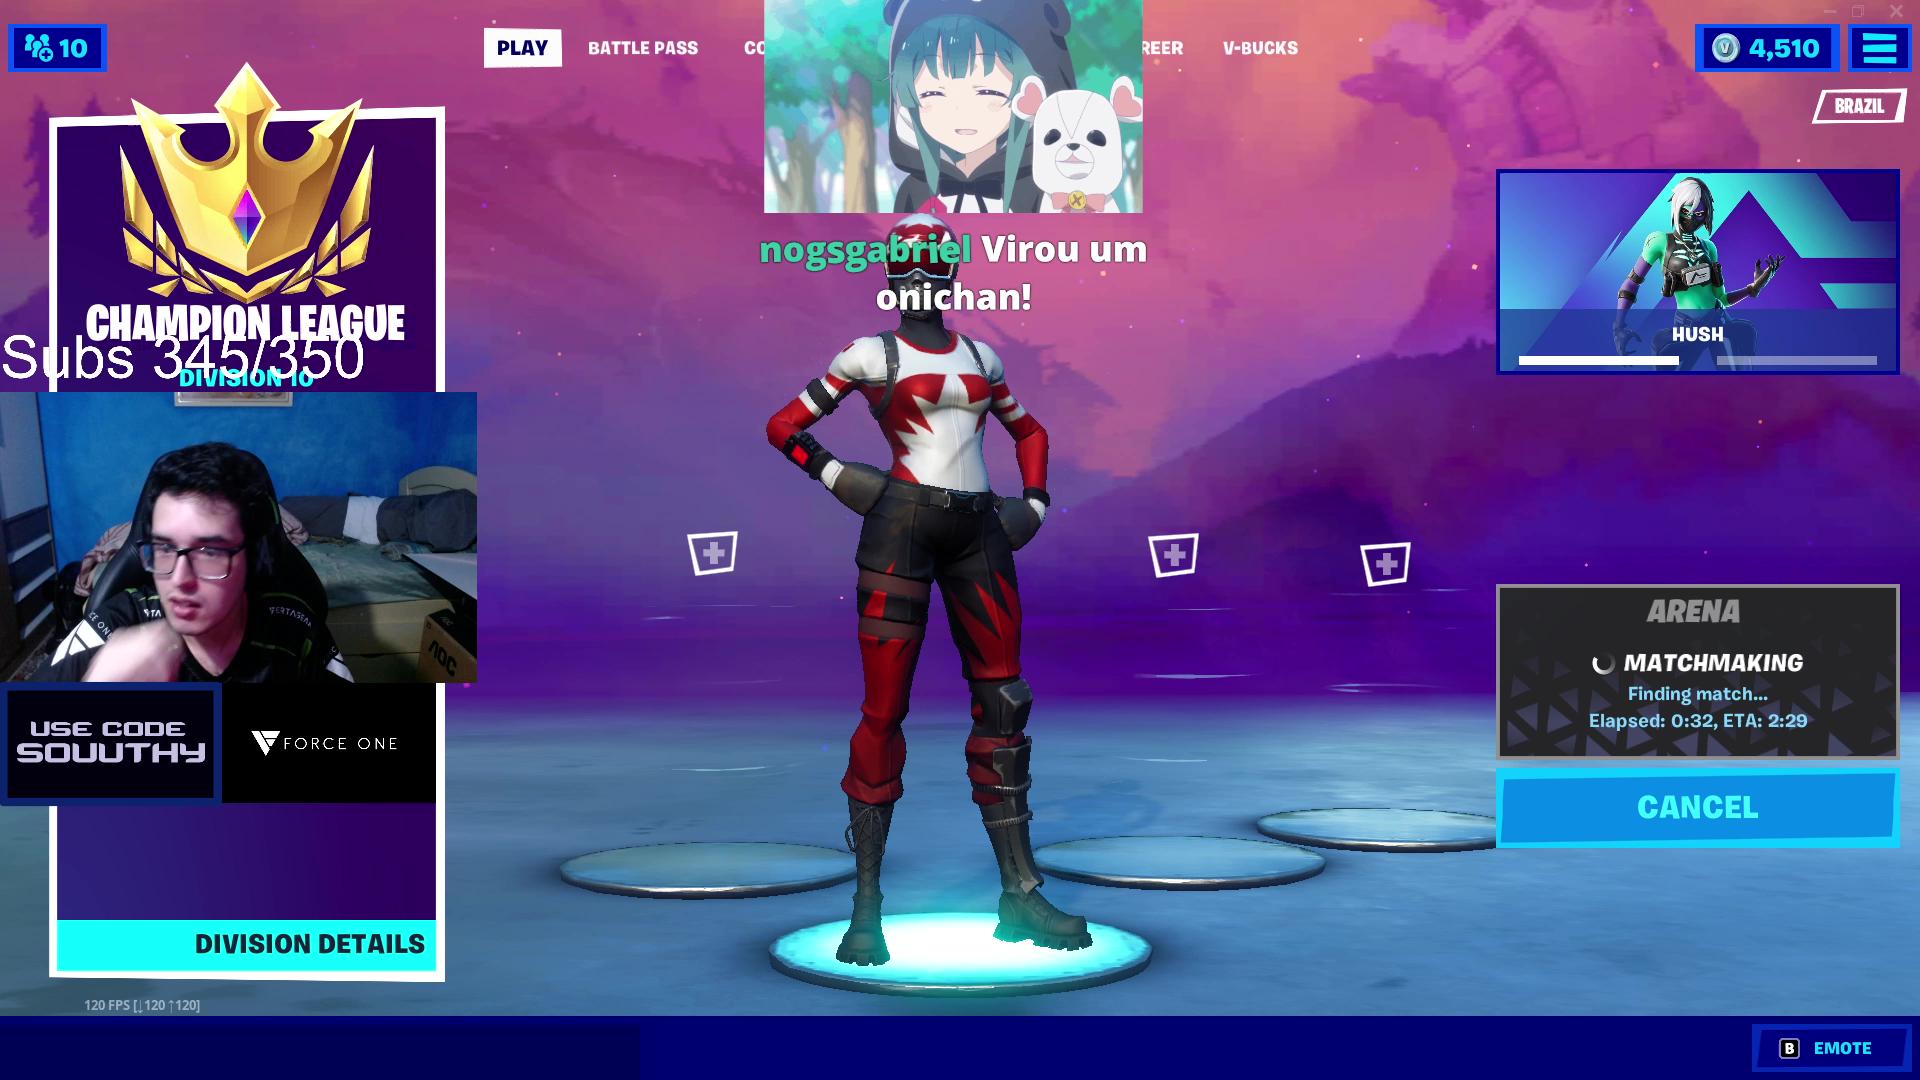 10
PLAY
BATTLE PASS
V-BUCKS
4,510
BRAZIL
nogsgabriel Virou um
onichan!
CHAMPION LEAGUE
Subs 345/350
DIVISION 10
HUSH
ARENA
MATCHMAKING
Finding match...
Elapsed: 0:32, ETA: 2:29
CANCEL
AOC
USE CODE
SOUUTHY
FORCE ONE
DIVISION DETAILS
120 FPS [↓120 ↑120]
B EMOTE